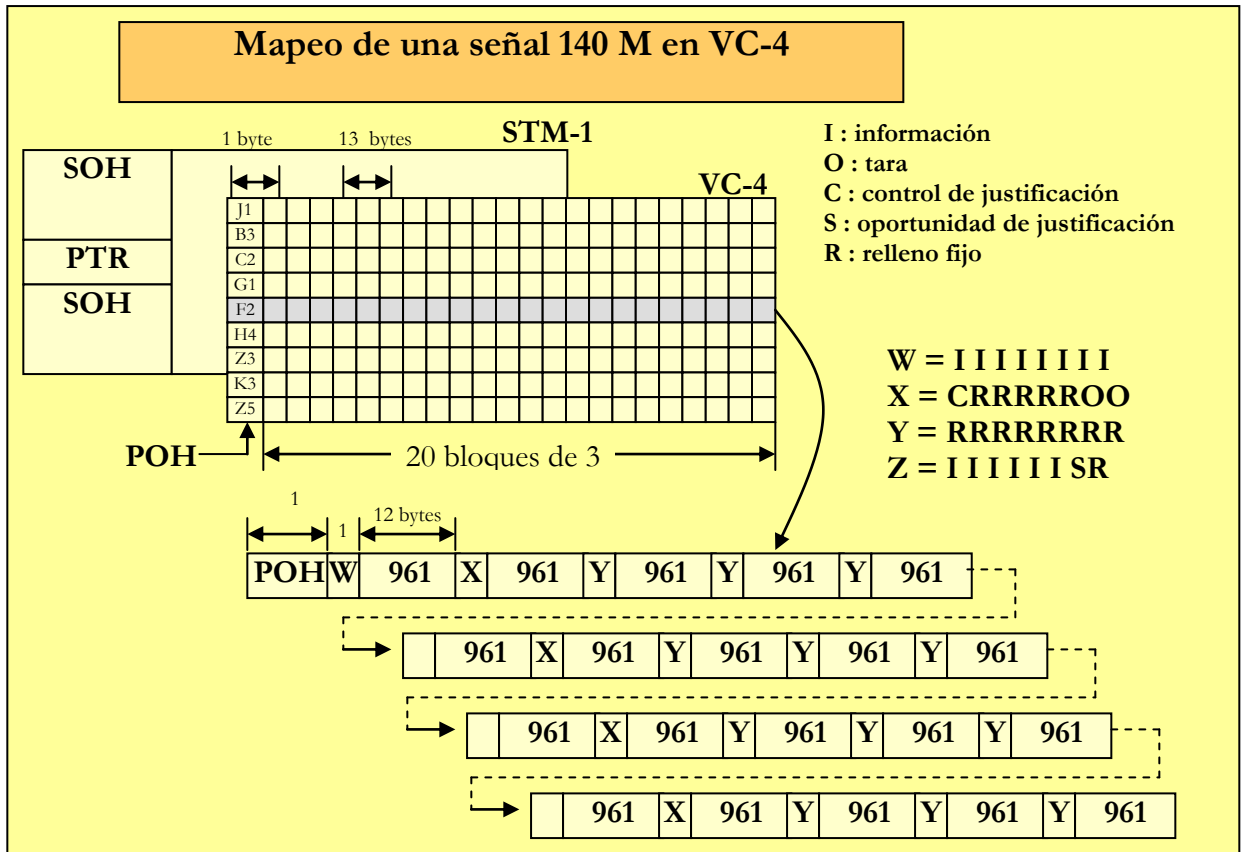 Mapeo de una señal 140 M en VC-4
1 byte
13 bytes
STM-1
VC-4
SOH
PTR
SOH
J1
B3
C2
G1
F2
H4
Z3
K3
Z5
POH
20 bloques de 3
I : información
O : tara
C : control de justificación
S : oportunidad de justificación
R : relleno fijo
W = I I I I I I I I
X = CRRRRROO
Y = RRRRRRRR
Z = I I I I I I SR
1
1
12 bytes
POH W 961 X 961 Y 961 Y 961 Y 961
961 X 961 Y 961 Y 961 Y 961
961 X 961 Y 961 Y 961 Y 961
961 X 961 Y 961 Y 961 Y 961